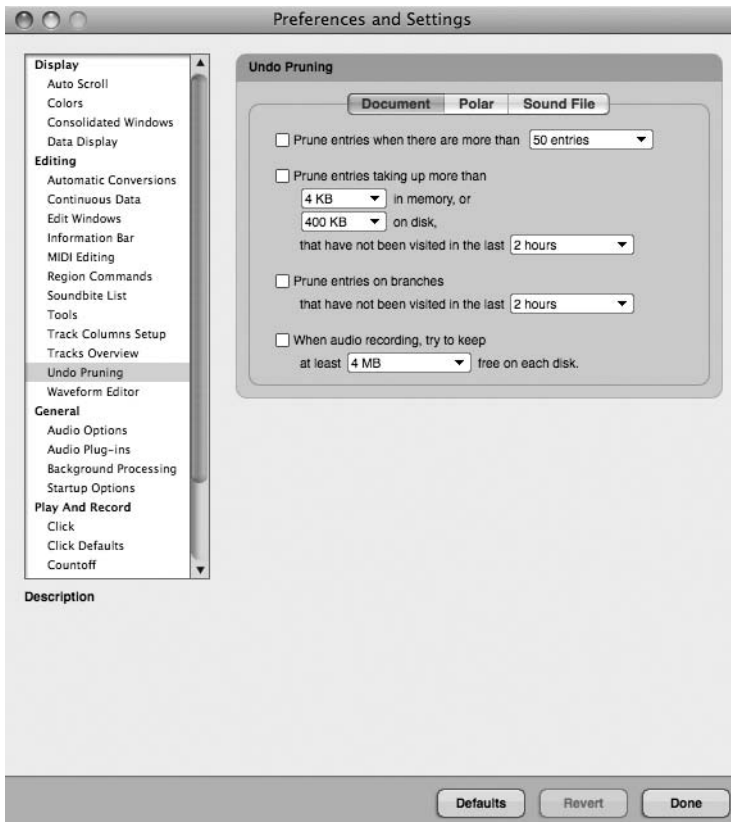 Preferences and Settings
Display
Auto Scroll
Colors
Consolidated Windows
Data Display
Editing
Automatic Conversions
Continuous Data
Edit Windows
Information Bar
MIDI Editing
Region Commands
Soundbite List
Tools
Track Columns Setup
Tracks Overview
Undo Pruning
Waveform Editor
General
Audio Options
Audio Plug-ins
Background Processing
Startup Options
Play And Record
Click
Click Defaults
Countoff
Description
Undo Pruning
Document Polar Sound File
Prune entries when there are more than 50 entries
Prune entries taking up more than
4 KB in memory, or
400 KB on disk,
that have not been visited in the last 2 hours
Prune entries on branches
that have not been visited in the last 2 hours
When audio recording, try to keep
at least 4 MB free on each disk.
Defaults Revert Done